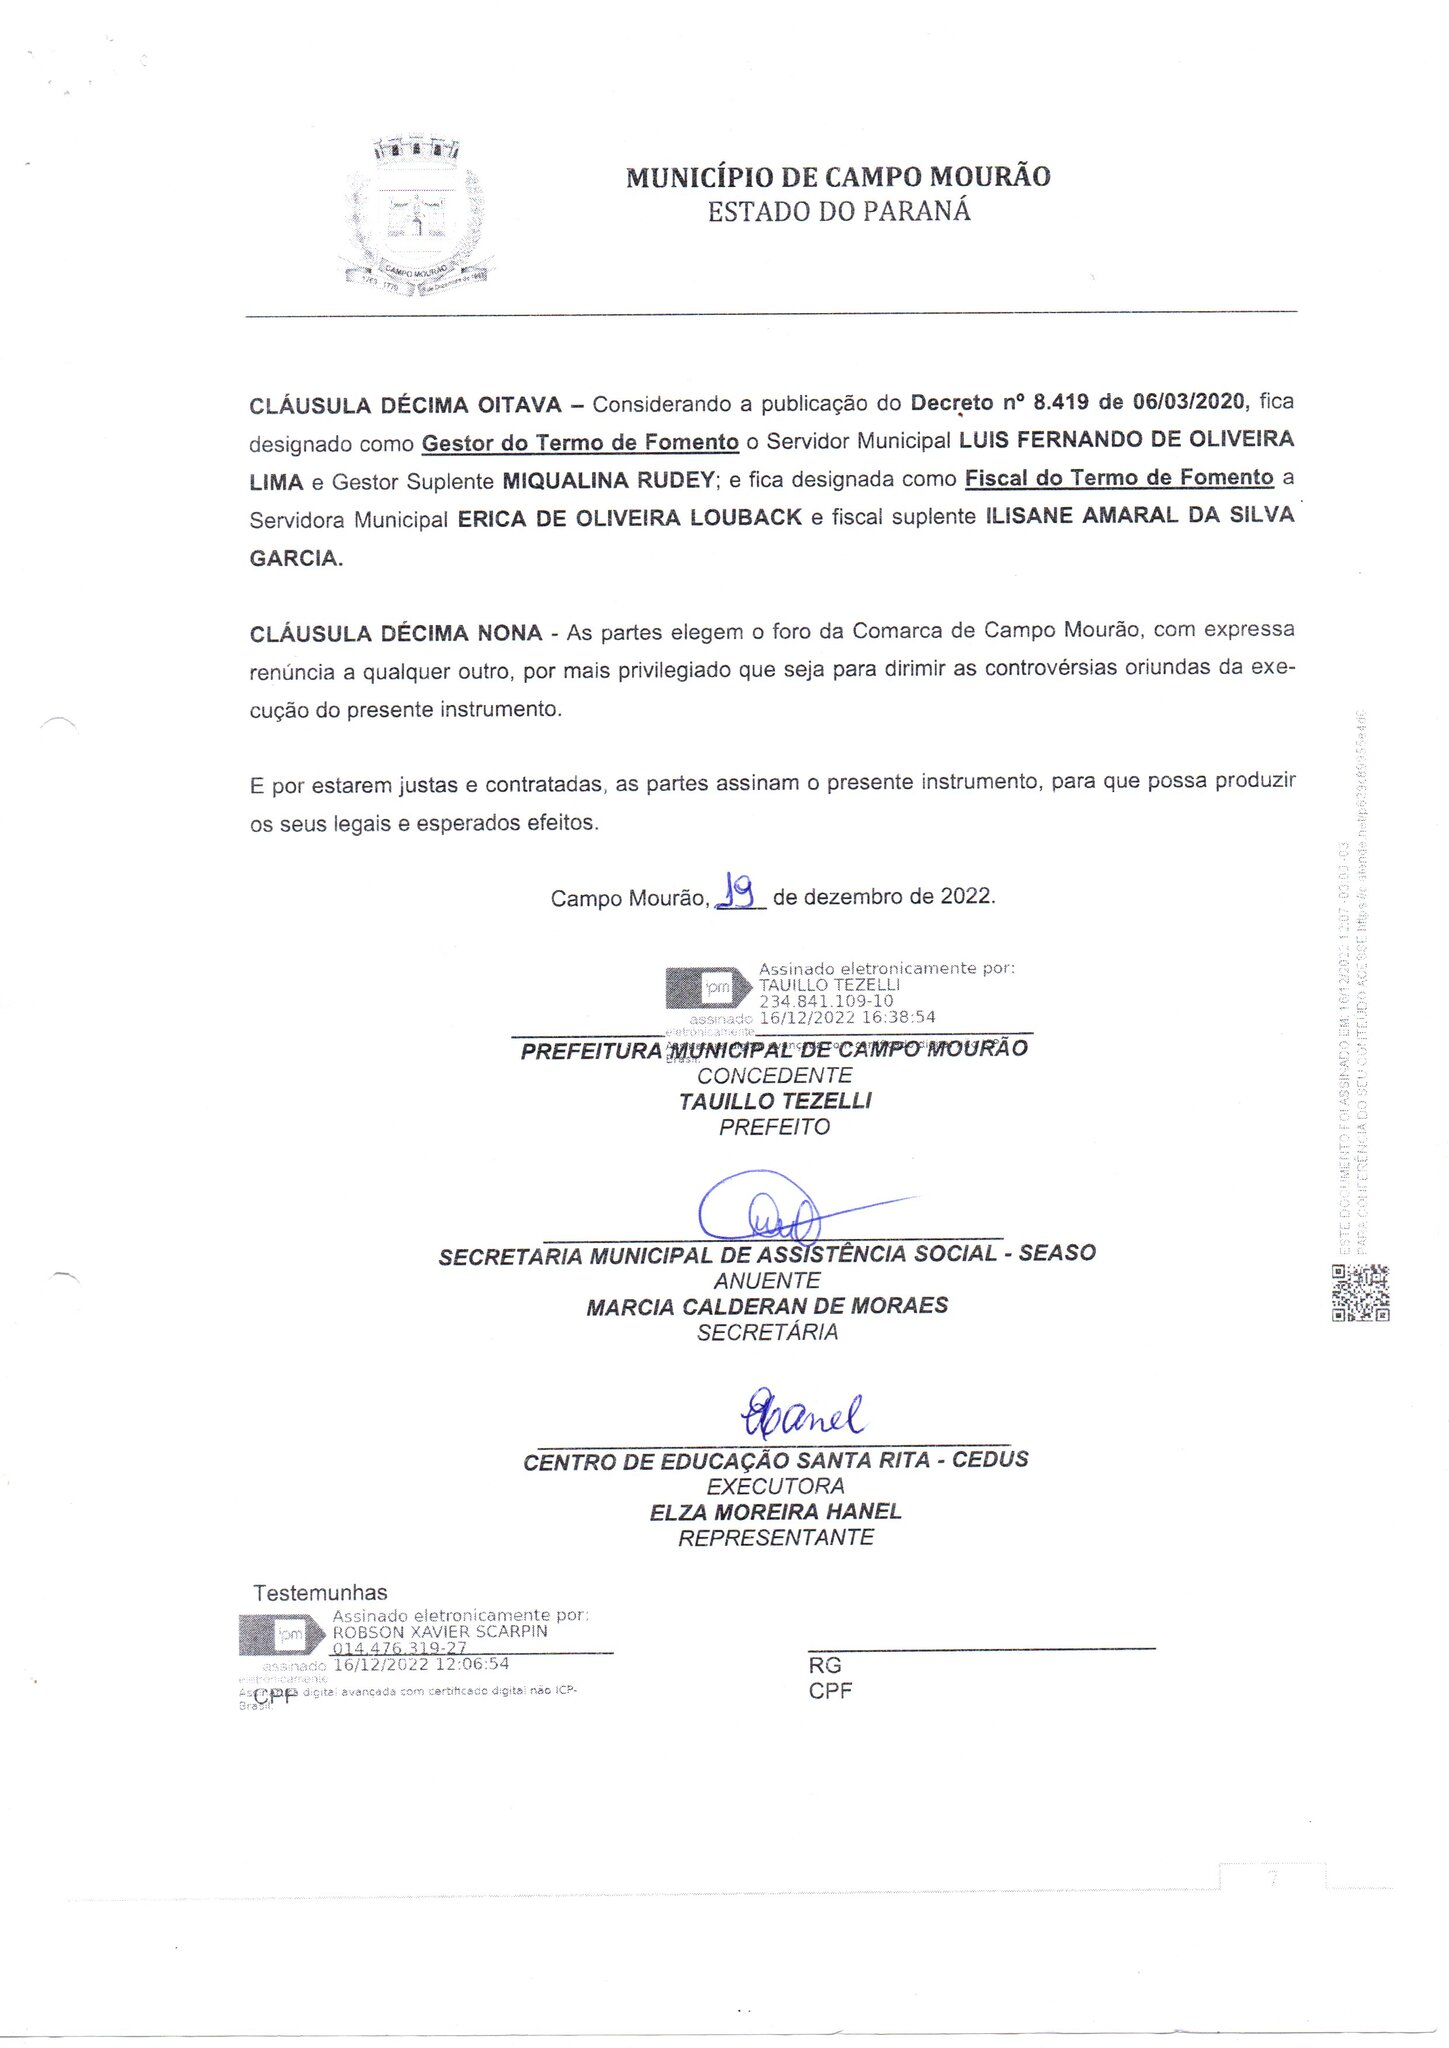 MUNICÍPIO DE CAMPO MOURÃO
ESTADO DO PARANÁ
CAMPO MOURÃO
CLÁUSULA DÉCIMA OITAVA – Considerando a publicação do Decreto nº 8.419 de 06/03/2020, fica
designado como Gestor do Termo de Fomento o Servidor Municipal LUIS FERNANDO DE OLIVEIRA
LIMA e Gestor Suplente MIQUALINA RUDEY; e fica designada como Fiscal do Termo de Fomento a
Servidora Municipal ERICA DE OLIVEIRA LOUBACK e fiscal suplente ILISANE AMARAL DA SILVA
GARCIA.
CLÁUSULA DÉCIMA NONA - As partes elegem o foro da Comarca de Campo Mourão, com expressa
renúncia a qualquer outro, por mais privilegiado que seja para dirimir as controvérsias oriundas da exe-
cução do presente instrumento.
E por estarem justas e contratadas, as partes assinam o presente instrumento, para que possa produzir
os seus legais e esperados efeitos.
Campo Mourão, 19 de dezembro de 2022.
Assinado eletronicamente por:
ipm TAUILLO TEZELLI
234.841.109-10
assinado 16/12/2022 16:38:54
eletronicamente
PREFEITURA MUNICIPAL DE CAMPO MOURÃO
CONCEDENTE
TAUILLO TEZELLI
PREFEITO
SECRETARIA MUNICIPAL DE ASSISTÊNCIA SOCIAL - SEASO
ANUENTE
MARCIA CALDERAN DE MORAES
SECRETÁRIA
Hanel
CENTRO DE EDUCAÇÃO SANTA RITA - CEDUS
EXECUTORA
ELZA MOREIRA HANEL
REPRESENTANTE
Testemunhas
Assinado eletronicamente por:
ipm ROBSON XAVIER SCARPIN
014.476.319-27
assinado 16/12/2022 12:06:54
eletronicamente
Assinatura digital avançada com certificado digital não ICP-
Brasil.
CPF
RG
CPF
ESTE DOCUMENTO FOI ASSINADO EM: 16/12/2022 12:07 -03:00 -03
PARA CONFERÊNCIA DO SEU CONTEÚDO ACESSE
7